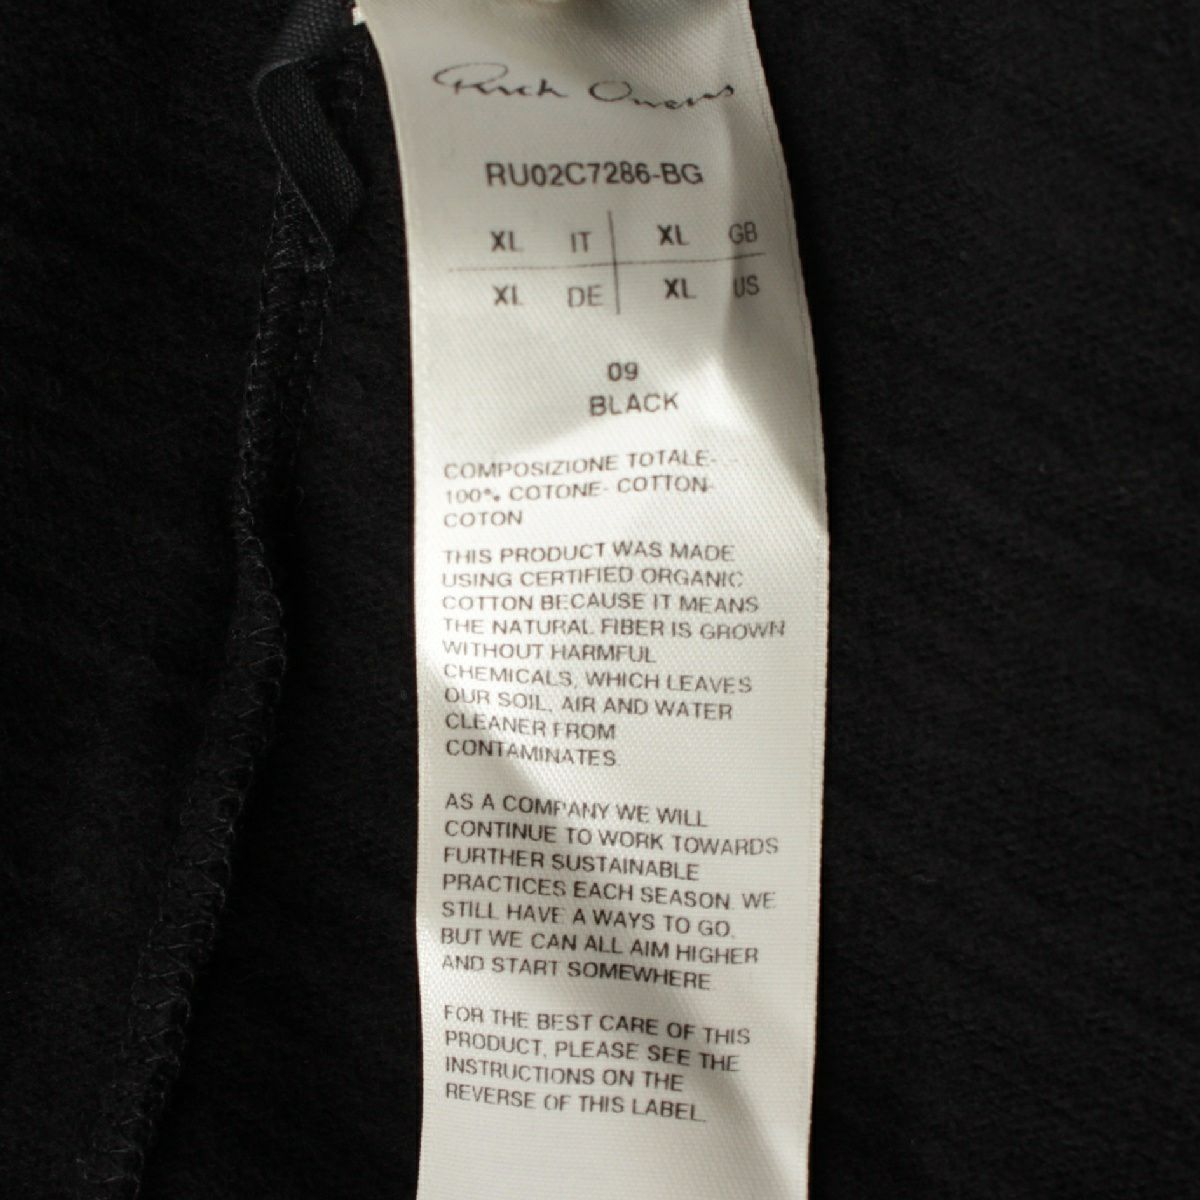 Rick Owens
RU02C7286-BG
XL IT XL GB
XL DE XL US
09
BLACK
COMPOSIZIONE TOTALE-
100% COTONE- COTTON-
COTON
THIS PRODUCT WAS MADE
USING CERTIFIED ORGANIC
COTTON BECAUSE IT MEANS
THE NATURAL FIBER IS GROWN
WITHOUT HARMFUL
CHEMICALS, WHICH LEAVES
OUR SOIL, AIR AND WATER
CLEANER FROM
CONTAMINATES.
AS A COMPANY WE WILL
CONTINUE TO WORK TOWARDS
FURTHER SUSTAINABLE
PRACTICES EACH SEASON. WE
STILL HAVE A WAYS TO GO,
BUT WE CAN ALL AIM HIGHER
AND START SOMEWHERE.
FOR THE BEST CARE OF THIS
PRODUCT, PLEASE SEE THE
INSTRUCTIONS ON THE
REVERSE OF THIS LABEL.